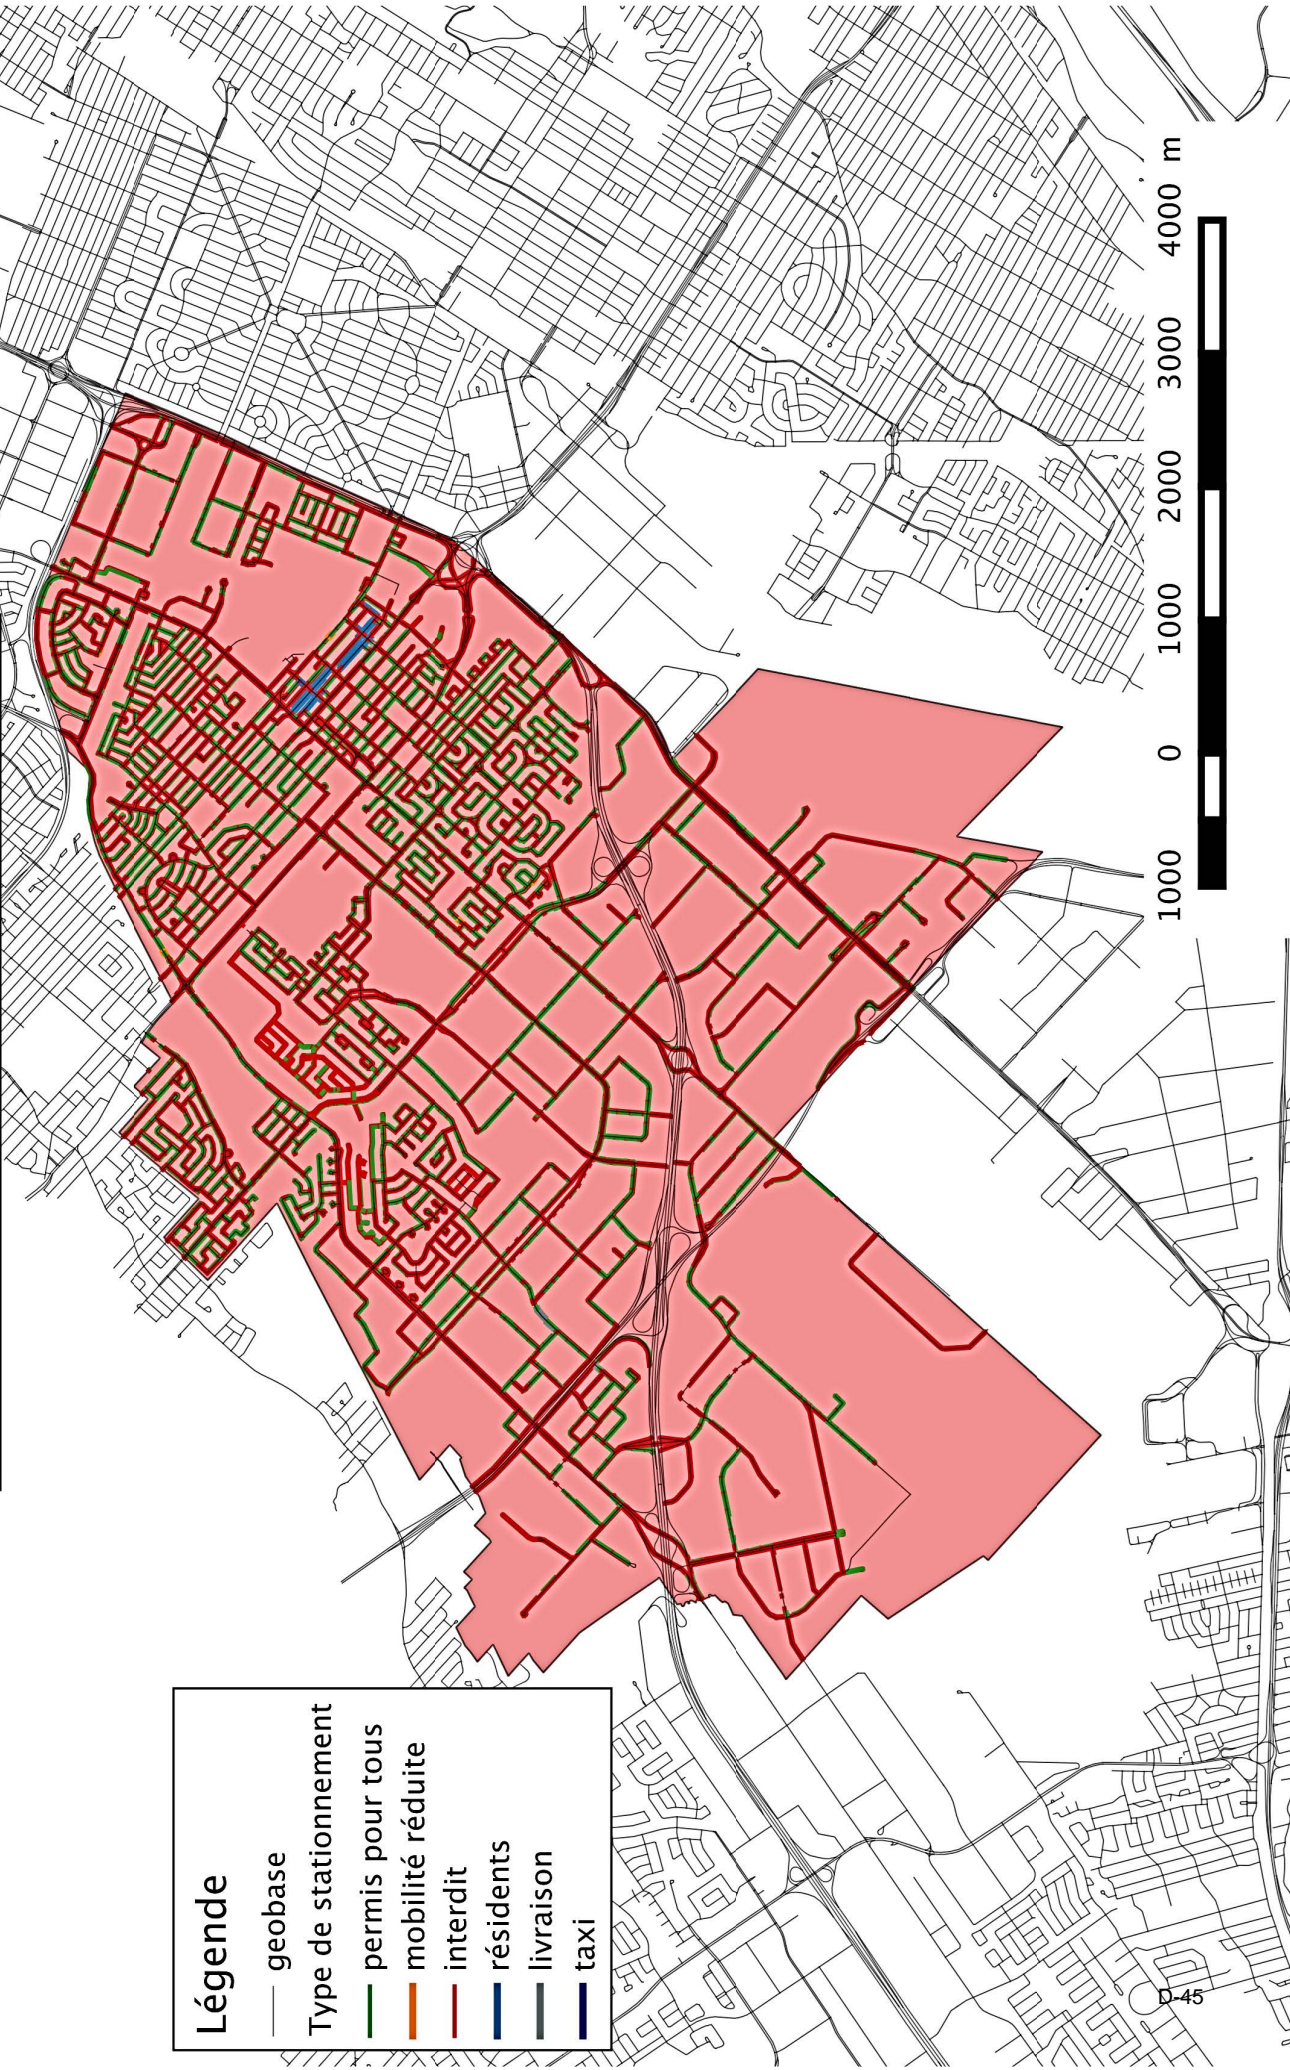 Légende
geobase
Type de stationnement
permis pour tous
mobilité réduite
interdit
résidents
livraison
taxi
1000 0 1000 2000 3000 4000 m
D-45